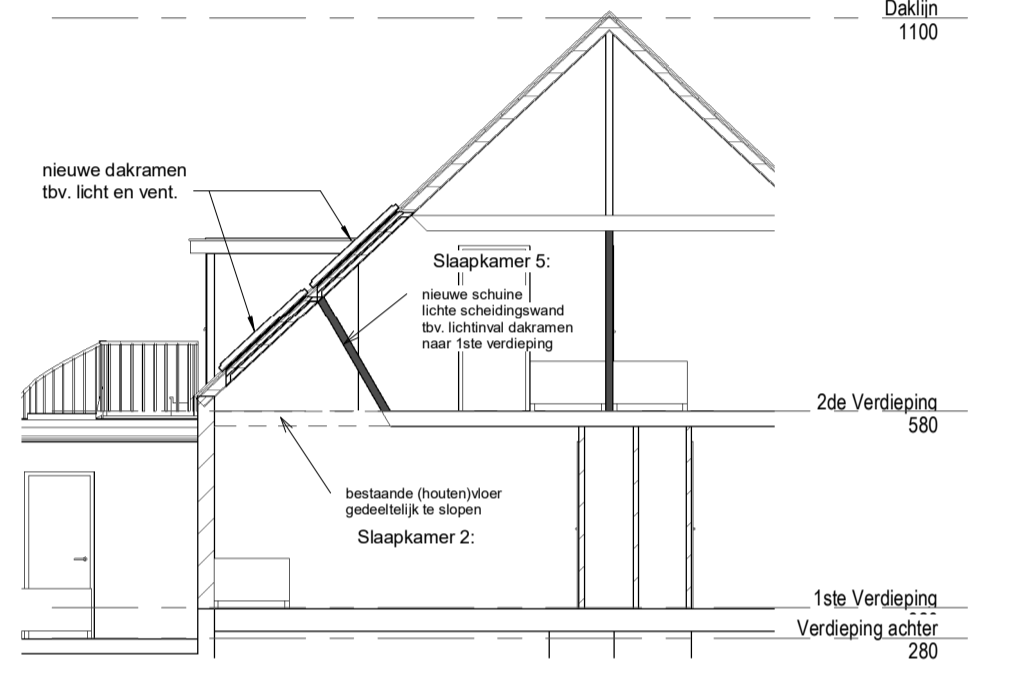 Daklijn
1100
nieuwe dakramen
tbv. licht en vent.
Slaapkamer 5:
nieuwe schuine
lichte scheidingswand
tbv. lichtinval dakramen
naar 1ste verdieping
2de Verdieping
580
bestaande (houten)vloer
gedeeltelijk te slopen
Slaapkamer 2:
1ste Verdieping
Verdieping achter
280